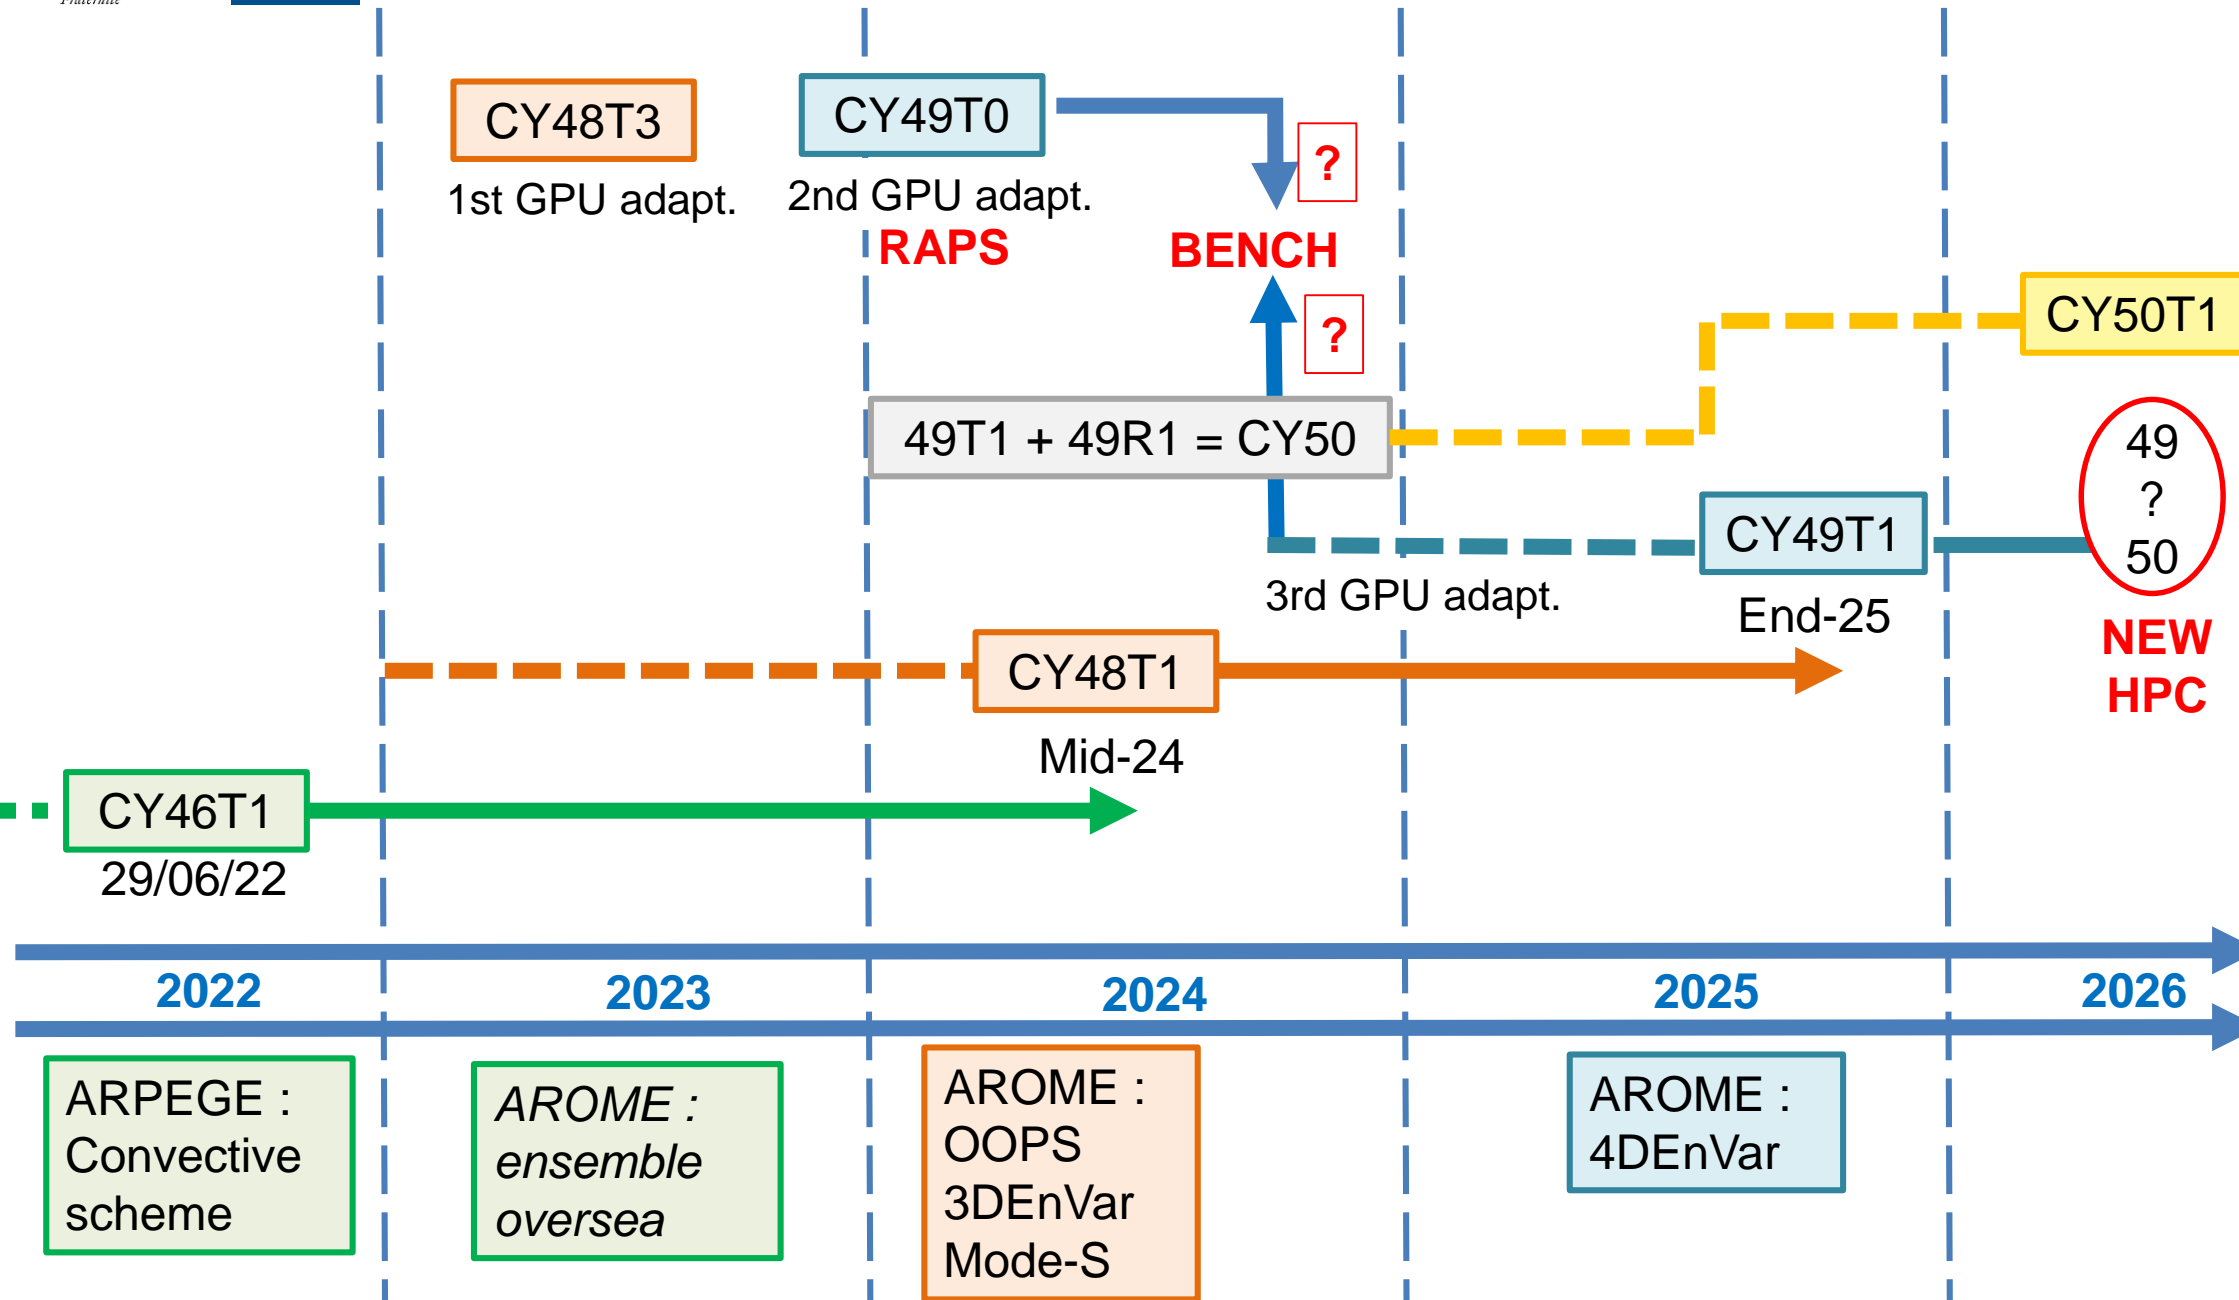 Fraternité
CY48T3
1st GPU adapt.
CY49T0
2nd GPU adapt.
RAPS
?
BENCH
?
CY50T1
49T1 + 49R1 = CY50
49
?
50
NEW
HPC
CY49T1
End-25
3rd GPU adapt.
CY48T1
Mid-24
CY46T1
29/06/22
2022
2023
2024
2025
2026
ARPEGE :
Convective
scheme
AROME :
ensemble
oversea
AROME :
OOPS
3DEnVar
Mode-S
AROME :
4DEnVar